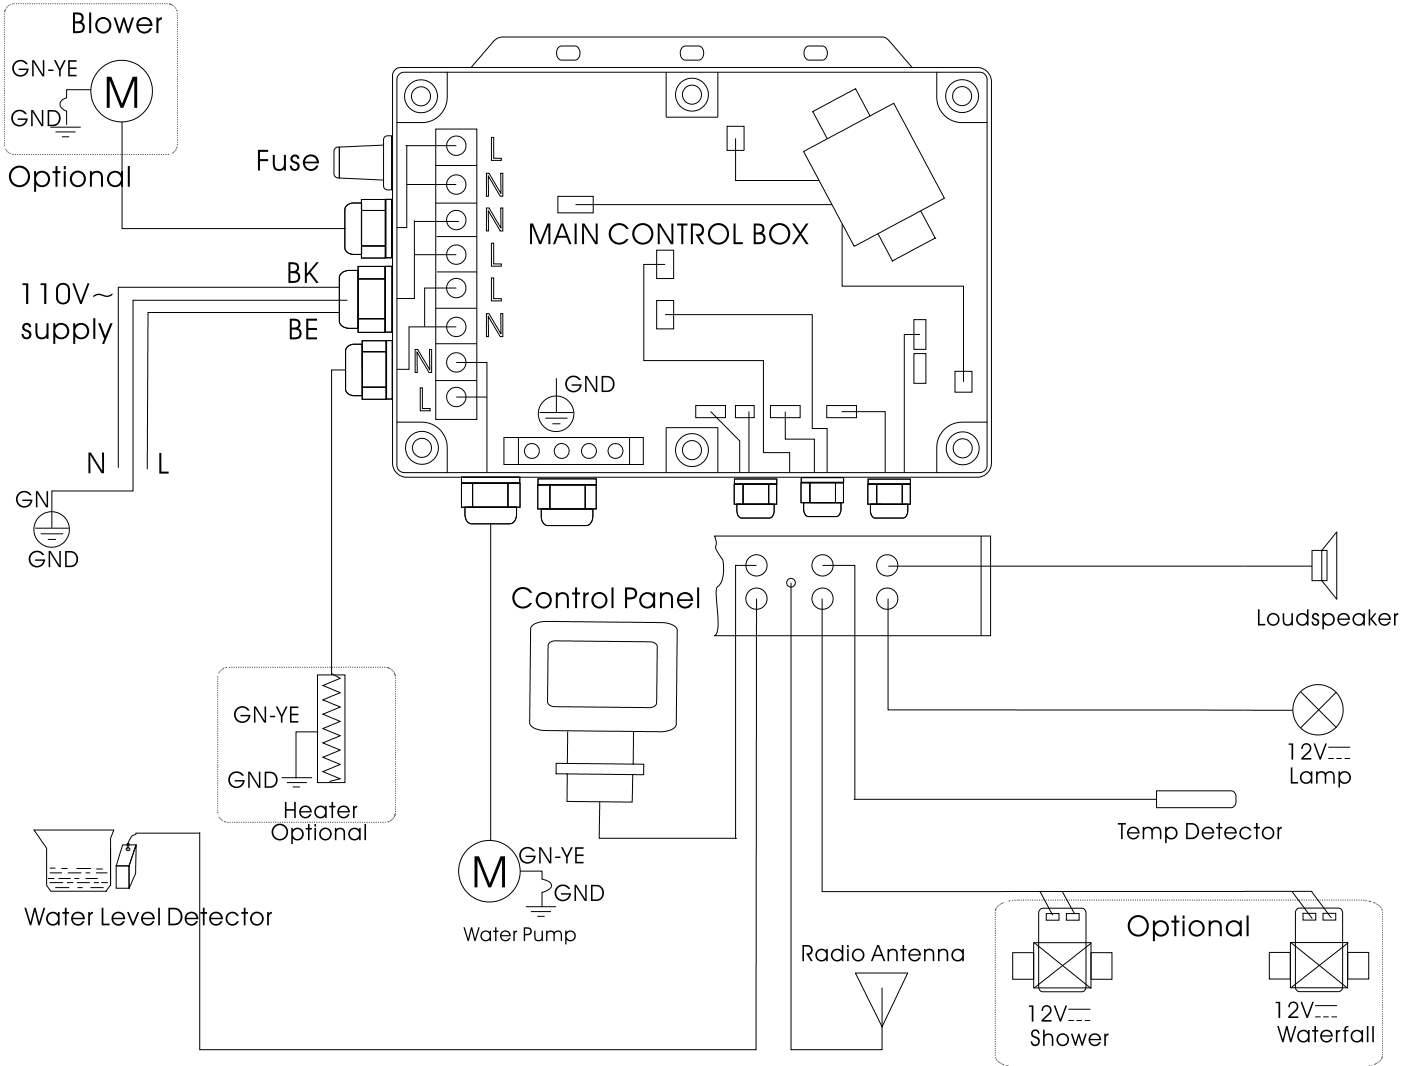 Blower
GN-YE
M
GND
Optional
Fuse
L
N
N
L
L
N
N
L
MAIN CONTROL BOX
GND
110V~
supply
BK
BE
N
L
GN
GND
Control Panel
Loudspeaker
12V
Lamp
Temp Detector
GN-YE
GND
Heater
Optional
Water Level Detector
M
GN-YE
GND
Water Pump
Radio Antenna
Optional
12V
Shower
12V
Waterfall